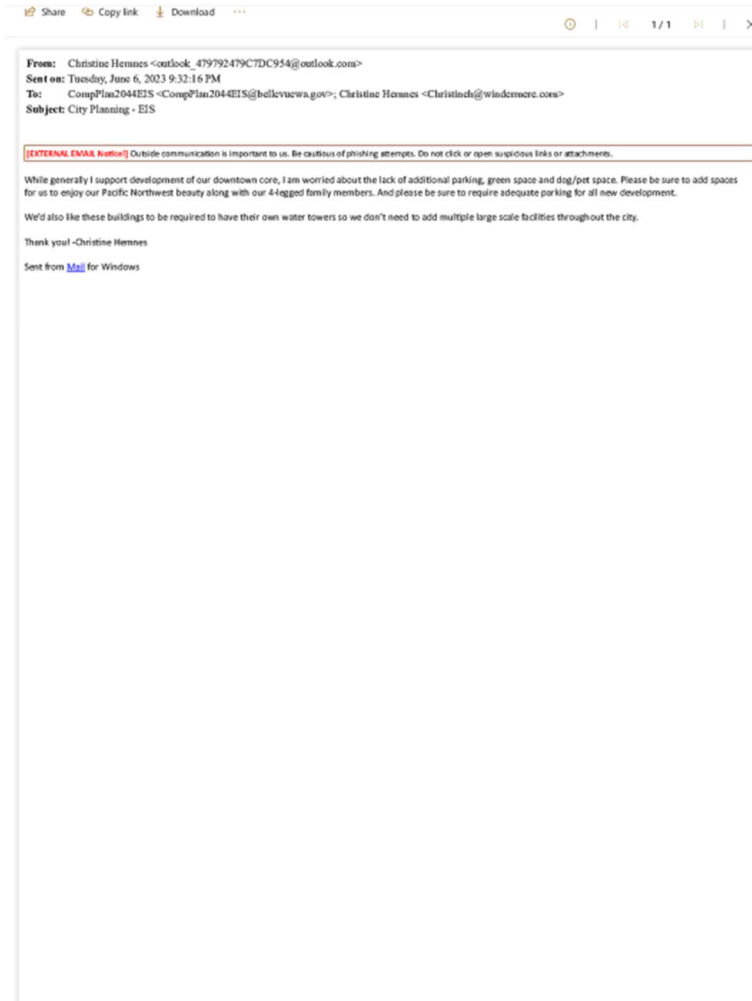 Share Copy link Download ...
1/1
From: Christine Hemnes <outlook_479792479C7DC954@outlook.com>
Sent on: Tuesday, June 6, 2023 9:32:16 PM
To: CompPlan2044EIS <CompPlan2044EIS@bellevuewa.gov>; Christine Hemnes <Christineh@windermere.com>
Subject: City Planning - EIS
[EXTERNAL EMAIL Notice!] Outside communication is important to us. Be cautious of phishing attempts. Do not click or open suspicious links or attachments.
While generally I support development of our downtown core, I am worried about the lack of additional parking, green space and dog/pet space. Please be sure to add spaces
for us to enjoy our Pacific Northwest beauty along with our 4-legged family members. And please be sure to require adequate parking for all new development.
We'd also like these buildings to be required to have their own water towers so we don't need to add multiple large scale facilities throughout the city.
Thank you! -Christine Hemnes
Sent from Mail for Windows